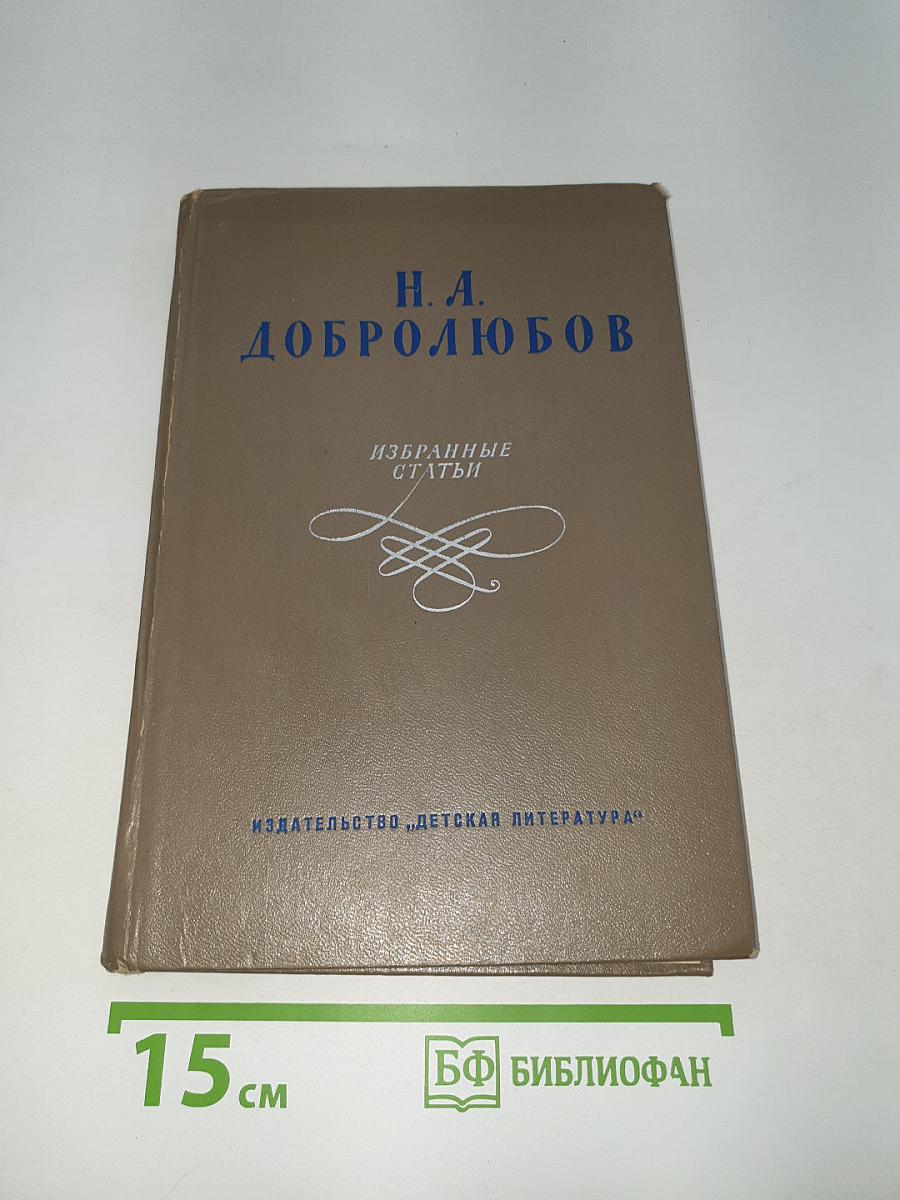 Н. А.
ДОБРОЛЮБОВ
ИЗБРАННЫЕ
СТАТЬИ
ИЗДАТЕЛЬСТВО „ДЕТСКАЯ ЛИТЕРАТУРА“
15 см
БФ БИБЛИОФАН